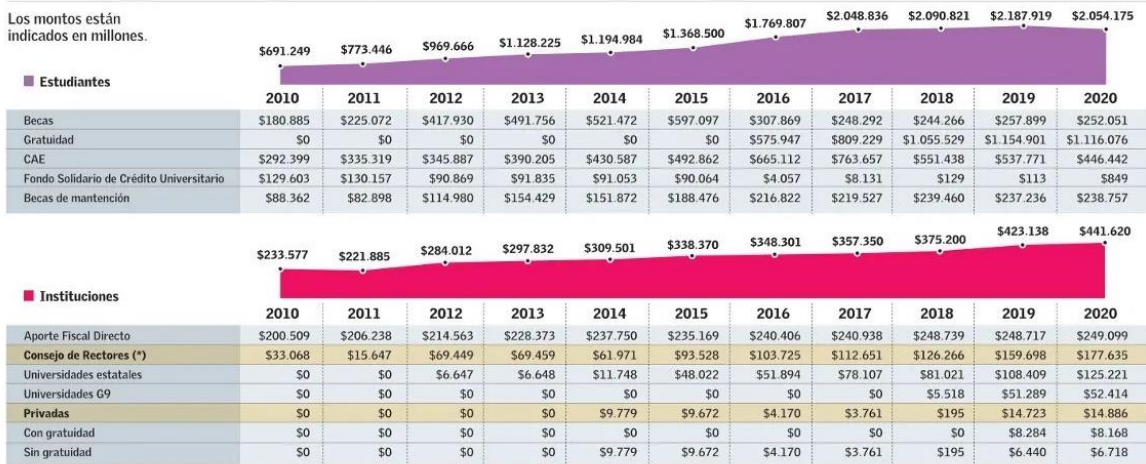 Los montos están
indicados en millones.
$691.249 $773.446 $969.666 $1.128.225 $1.194.984 $1.368.500 $1.769.807 $2.048.836 $2.090.821 $2.187.919 $2.054.175
Estudiantes
2010 2011 2012 2013 2014 2015 2016 2017 2018 2019 2020
Becas $180.885 $225.072 $417.930 $491.756 $521.472 $597.097 $307.869 $248.292 $244.266 $257.899 $252.051
Gratuidad $0 $0 $0 $0 $0 $0 $575.947 $809.229 $1.055.529 $1.154.901 $1.116.076
CAE $292.399 $335.319 $345.887 $390.205 $430.587 $492.862 $665.112 $763.657 $551.438 $537.771 $446.442
Fondo Solidario de Crédito Universitario $129.603 $130.157 $90.869 $91.835 $91.053 $90.064 $4.057 $8.131 $129 $113 $849
Becas de mantención $88.362 $82.898 $114.980 $154.429 $151.872 $188.476 $216.822 $219.527 $239.460 $237.236 $238.757
$233.577 $221.885 $284.012 $297.832 $309.501 $338.370 $348.301 $357.350 $375.200 $423.138 $441.620
Instituciones
2010 2011 2012 2013 2014 2015 2016 2017 2018 2019 2020
Aporte Fiscal Directo $200.509 $206.238 $214.563 $228.373 $237.750 $235.169 $240.406 $240.938 $248.739 $248.717 $249.099
Consejo de Rectores (*) $33.068 $15.647 $69.449 $69.459 $61.971 $93.528 $103.725 $112.651 $126.266 $159.698 $177.635
Universidades estatales $0 $0 $6.647 $6.648 $11.748 $48.022 $51.894 $78.107 $81.021 $108.409 $125.221
Universidades G9 $0 $0 $0 $0 $0 $0 $0 $0 $5.518 $51.289 $52.414
Privadas $0 $0 $0 $0 $9.779 $9.672 $4.170 $3.761 $195 $14.723 $14.886
Con gratuidad $0 $0 $0 $0 $0 $0 $0 $0 $0 $8.284 $8.168
Sin gratuidad $0 $0 $0 $0 $9.779 $9.672 $4.170 $3.761 $195 $6.440 $6.718